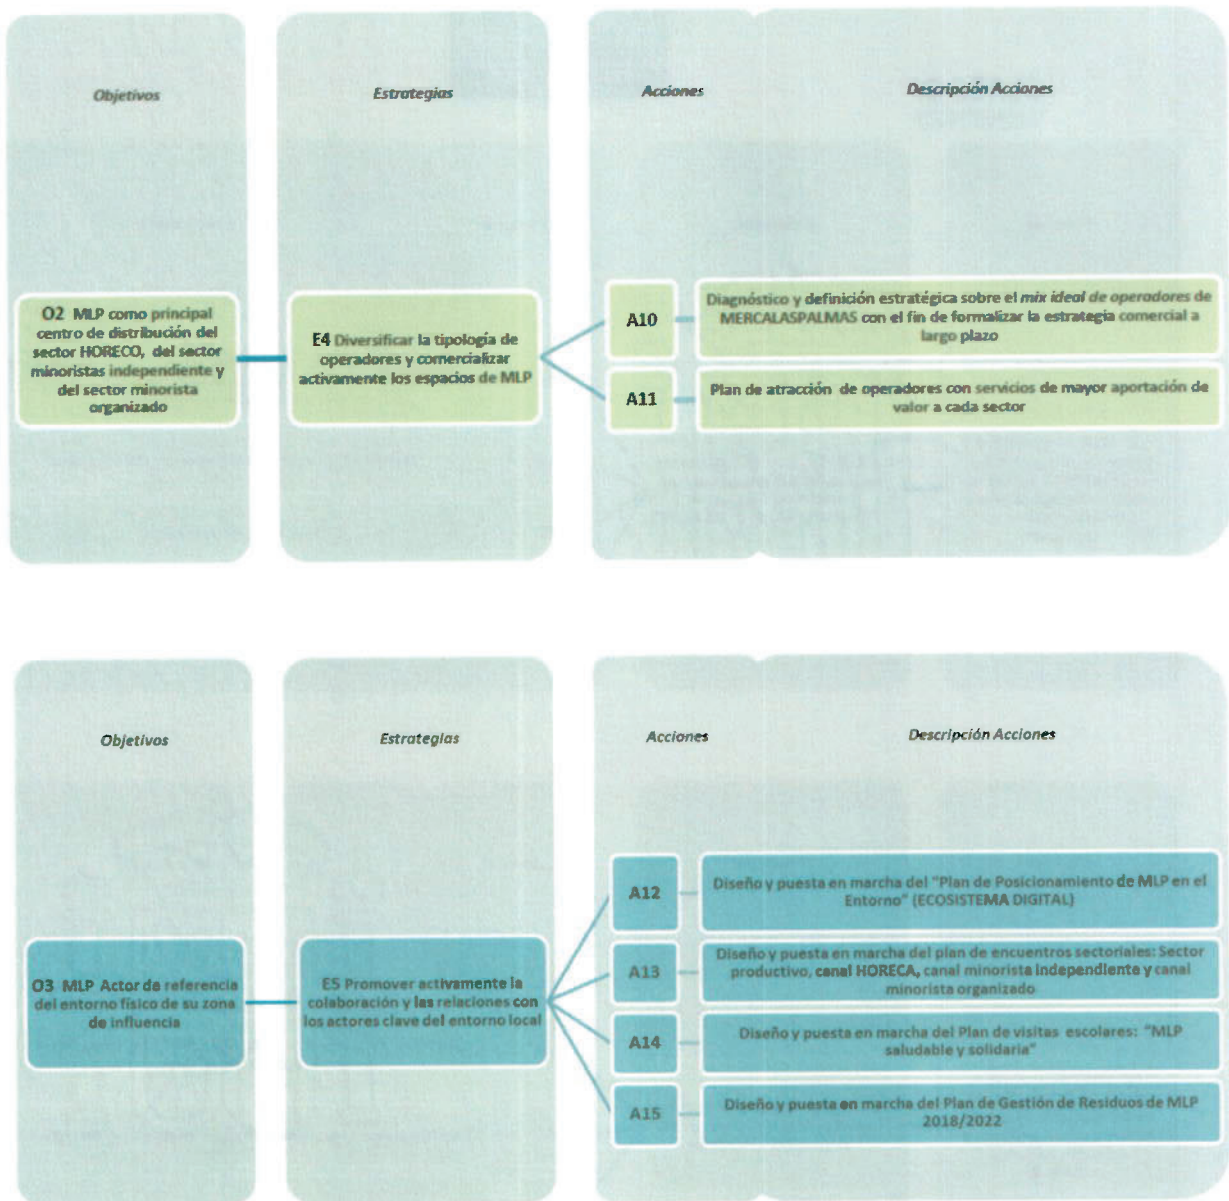 Objetivos
Estrategias
Acciones
Descripción Acciones
O2 MLP como principal
centro de distribución del
sector HORECO, del sector
minoristas independiente y
del sector minorista
organizado
E4 Diversificar la tipología de
operadores y comercializar
activamente los espacios de MLP
A10
Diagnóstico y definición estratégica sobre el mix ideal de operadores de
MERCALASPALMAS con el fin de formalizar la estrategia comercial a
largo plazo
A11
Plan de atracción de operadores con servicios de mayor aportación de
valor a cada sector
Objetivos
Estrategias
Acciones
Descripción Acciones
O3 MLP Actor de referencia
del entorno físico de su zona
de influencia
E5 Promover activamente la
colaboración y las relaciones con
los actores clave del entorno local
A12
Diseño y puesta en marcha del "Plan de Posicionamiento de MLP en el
Entorno" (ECOSISTEMA DIGITAL)
A13
Diseño y puesta en marcha del plan de encuentros sectoriales: Sector
productivo, canal HORECA, canal minorista independiente y canal
minorista organizado
A14
Diseño y puesta en marcha del Plan de visitas escolares: "MLP
saludable y solidaria"
A15
Diseño y puesta en marcha del Plan de Gestión de Residuos de MLP
2018/2022